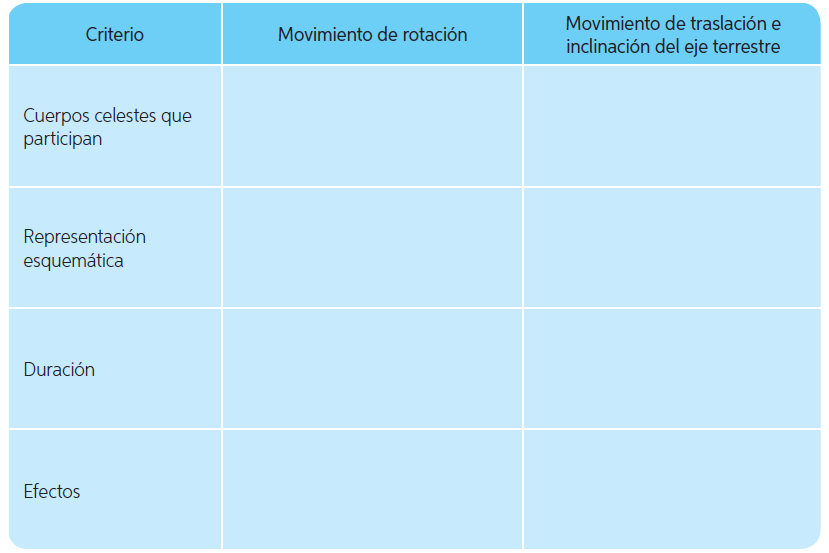 Criterio
Movimiento de rotación
Movimiento de traslación e
inclinación del eje terrestre
Cuerpos celestes que
participan
Representación
esquemática
Duración
Efectos